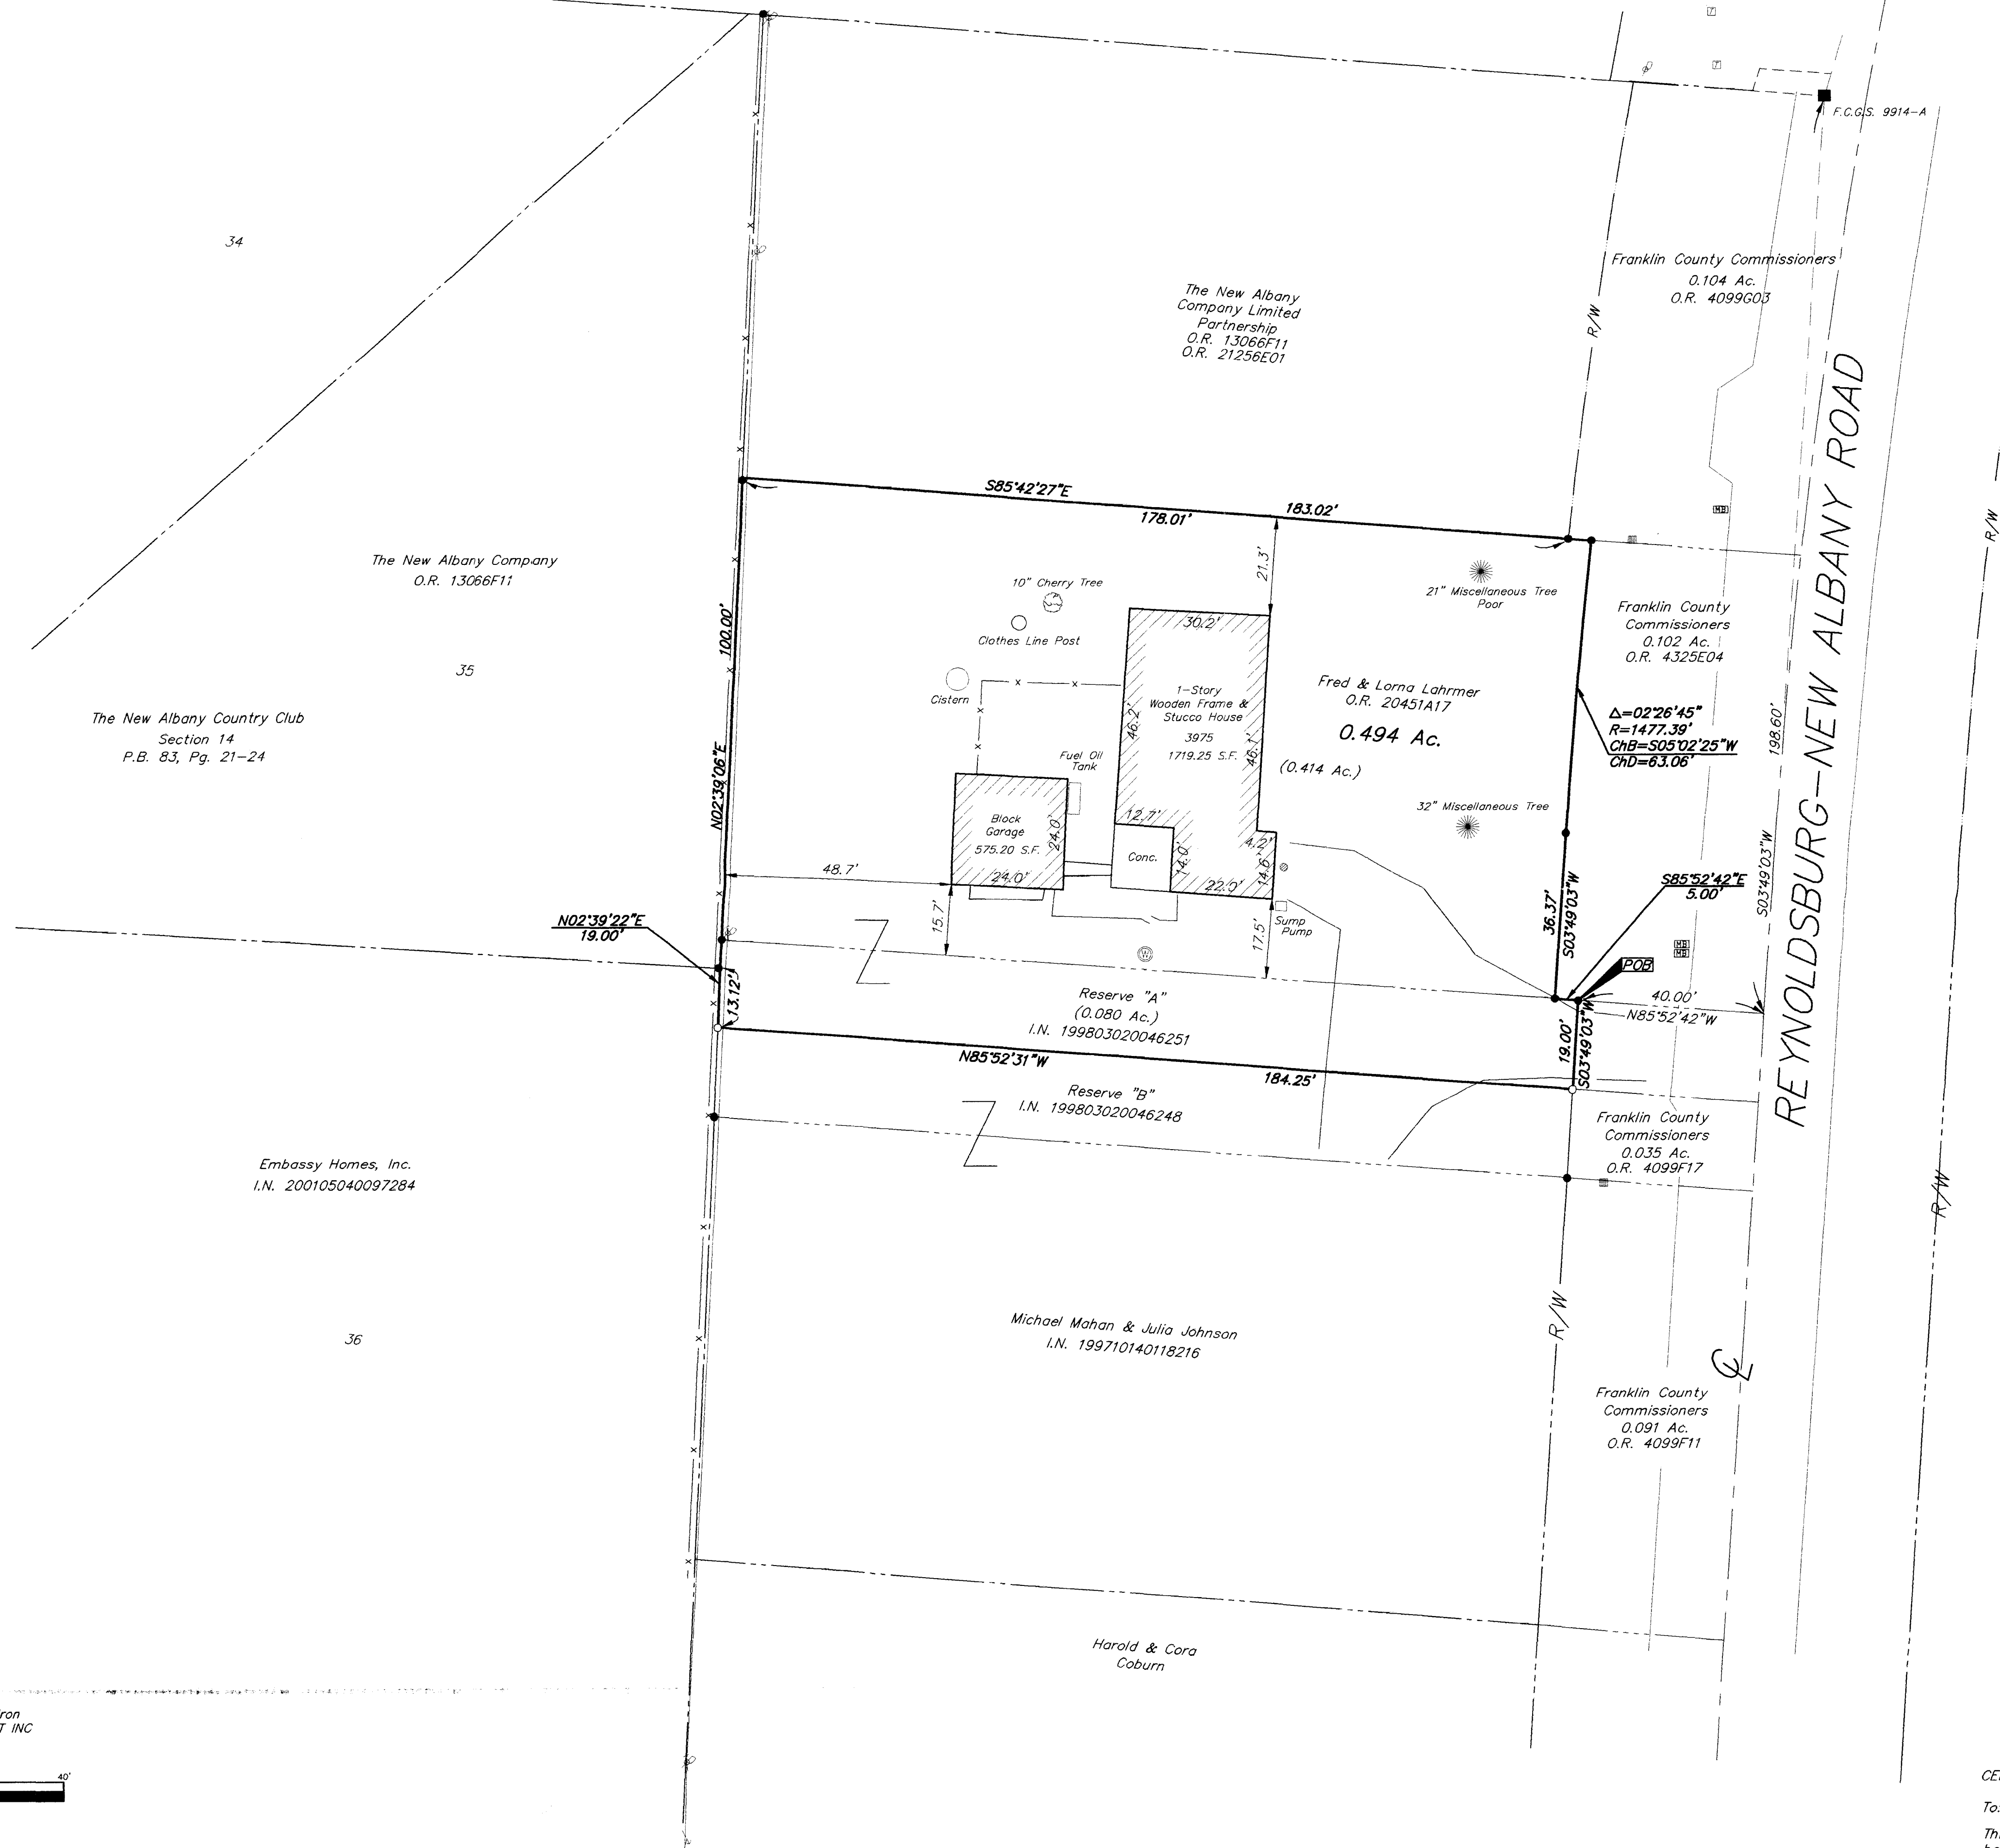 F.C.G.S. 9914-A
34
Franklin County Commissioners
0.104 Ac.
O.R. 4099G03
The New Albany
Company Limited
Partnership
O.R. 13066F11
O.R. 21256E01
R/W
REYNOLDSBURG-NEW ALBANY ROAD
R/W
S85°42'27"E
178.01'
183.02'
MB
The New Albany Company
O.R. 13066F11
35
The New Albany Country Club
Section 14
P.B. 83, Pg. 21-24
100.00'
N02°39'06"E
10" Cherry Tree
Clothes Line Post
Cistern
21.3'
30.2'
1-Story
Wooden Frame &
Stucco House
3975
1719.25 S.F.
46.2'
46.1'
21" Miscellaneous Tree
Poor
Fred & Lorna Lahrmer
O.R. 20451A17
0.494 Ac.
(0.414 Ac.)
32" Miscellaneous Tree
Franklin County
Commissioners
0.102 Ac.
O.R. 4325E04
Δ=02°26'45"
R=1477.39'
ChB=S05°02'25"W
ChD=63.06'
198.60'
S03°49'03"W
Fuel Oil
Tank
Block
Garage
575.20 S.F.
24.0'
24.0'
12.7'
Conc.
14.0'
4.2'
14.6'
22.0'
48.7'
15.7'
17.5'
Sump
Pump
W
36.37'
S03°49'03"W
S85°52'42"E
5.00'
POB
MB
MB
40.00'
N85°52'42"W
N02°39'22"E
19.00'
13.12'
Reserve "A"
(0.080 Ac.)
I.N. 199803020046251
19.00'
S03°49'03"W
N85°52'31"W
184.25'
Reserve "B"
I.N. 199803020046248
Franklin County
Commissioners
0.035 Ac.
O.R. 4099F17
R/W
Embassy Homes, Inc.
I.N. 200105040097284
36
Michael Mahan & Julia Johnson
I.N. 199710140118216
R/W
CL
Franklin County
Commissioners
0.091 Ac.
O.R. 4099F11
Harold & Cora
Coburn
T INC
40'
To: